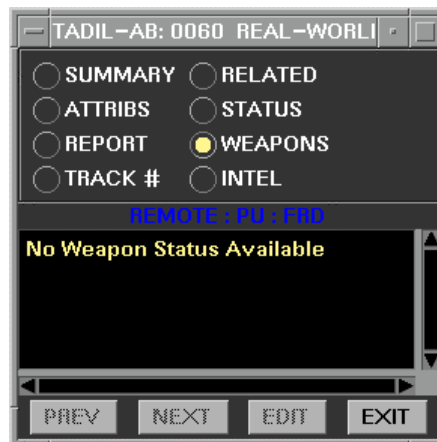 TADIL-AB: 0060 REAL-WORLI
SUMMARY RELATED
ATTRIBS STATUS
REPORT WEAPONS
TRACK # INTEL
REMOTE : PU : FRD
No Weapon Status Available
PREV NEXT EDIT EXIT